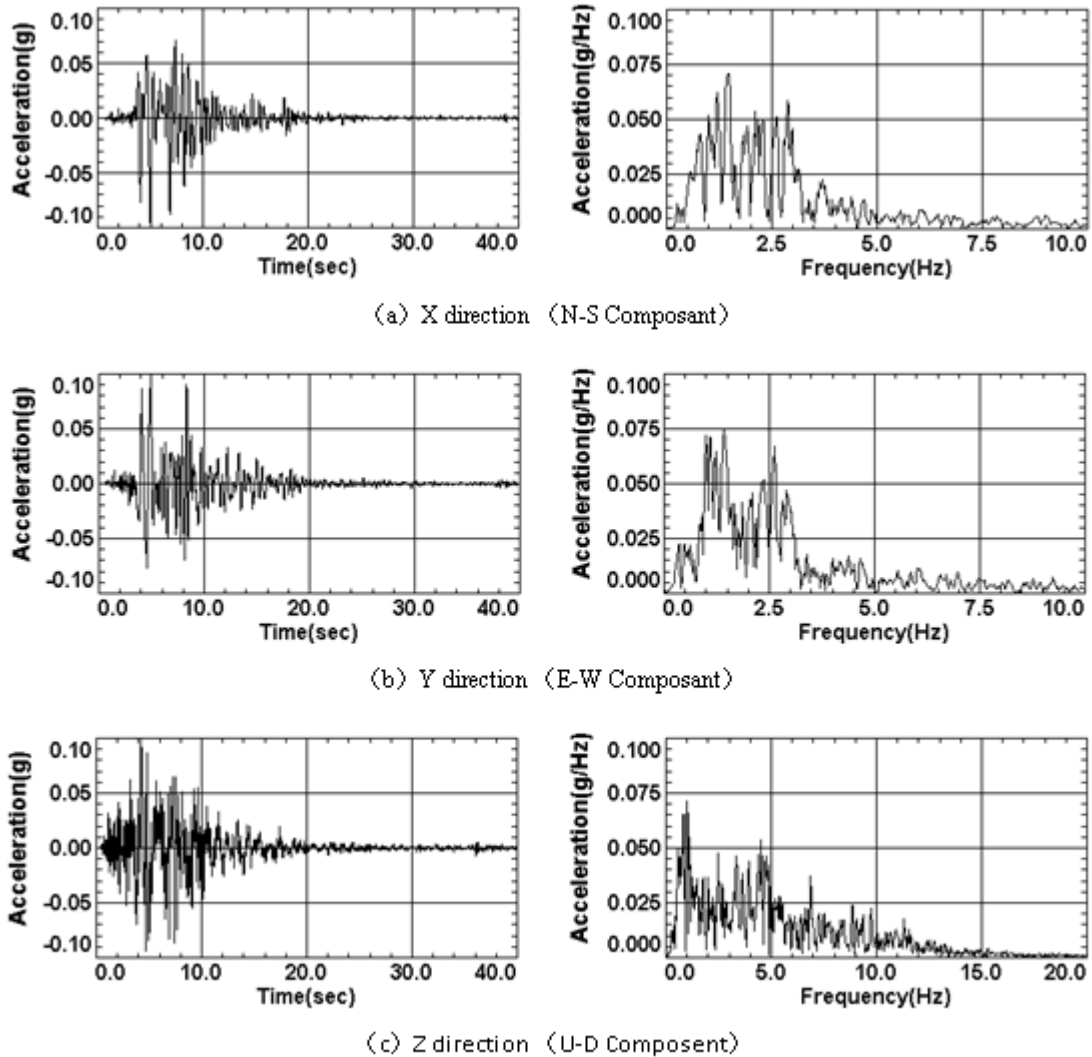 Acceleration(g)
0.10
0.05
0.00
-0.05
-0.10
0.0 10.0 20.0 30.0 40.0
Time(sec)
Acceleration(g/Hz)
0.100
0.075
0.050
0.025
0.000
0.0 2.5 5.0 7.5 10.0
Frequency(Hz)
(a) X direction (N-S Composant)
Acceleration(g)
0.10
0.05
0.00
-0.05
-0.10
0.0 10.0 20.0 30.0 40.0
Time(sec)
Acceleration(g/Hz)
0.100
0.075
0.050
0.025
0.000
0.0 2.5 5.0 7.5 10.0
Frequency(Hz)
(b) Y direction (E-W Composant)
Acceleration(g)
0.10
0.05
0.00
-0.05
-0.10
0.0 10.0 20.0 30.0 40.0
Time(sec)
Acceleration(g/Hz)
0.100
0.075
0.050
0.025
0.000
0.0 5.0 10.0 15.0 20.0
Frequency(Hz)
(c) Z direction (U-D Composent)